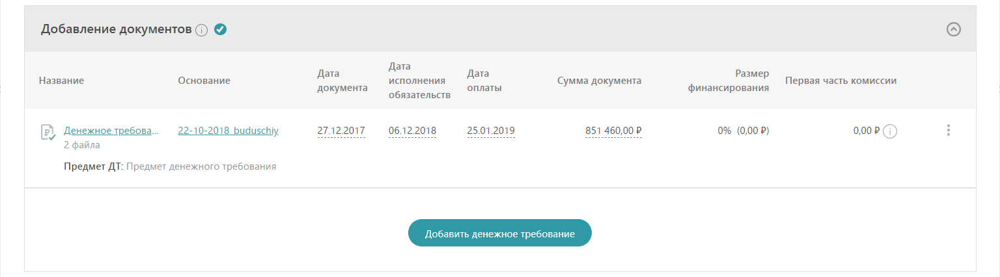 Добавление документов
Название
Основание
Дата
документа
Дата
исполнения
обязательств
Дата
оплаты
Сумма документа
Размер
финансирования
Первая часть комиссии
Денежное требова...
22-10-2018_buduschiy
27.12.2017
06.12.2018
25.01.2019
851 460,00 ₽
0% (0,00 ₽)
0,00 ₽
2 файла
Предмет ДТ: Предмет денежного требования
Добавить денежное требование